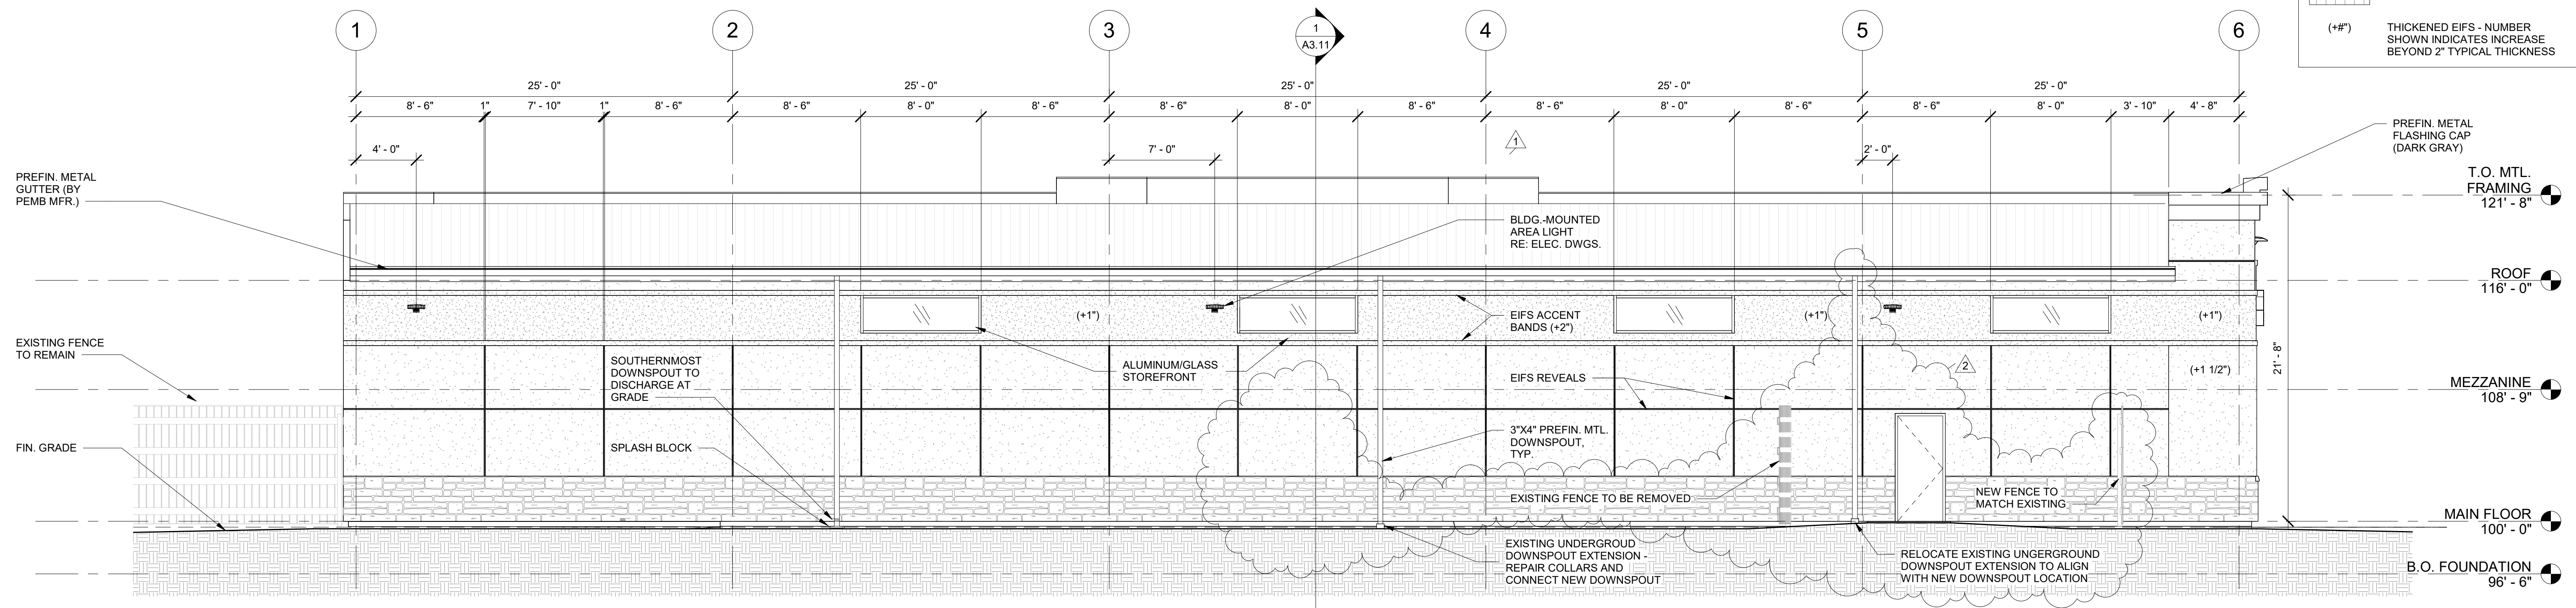 1
2
3
1
A3.11
4
5
6
(+#") THICKENED EIFS - NUMBER
SHOWN INDICATES INCREASE
BEYOND 2" TYPICAL THICKNESS
25' - 0"
25' - 0"
25' - 0"
25' - 0"
25' - 0"
8' - 6"
1"
7' - 10"
1"
8' - 6"
8' - 6"
8' - 0"
8' - 6"
8' - 6"
8' - 0"
8' - 6"
8' - 6"
8' - 0"
8' - 6"
8' - 6"
8' - 0"
3' - 10"
4' - 8"
4' - 0"
7' - 0"
1
2' - 0"
PREFIN. METAL
FLASHING CAP
(DARK GRAY)
PREFIN. METAL
GUTTER (BY
PEMB MFR.)
T.O. MTL.
FRAMING
121' - 8"
BLDG.-MOUNTED
AREA LIGHT
RE: ELEC. DWGS.
ROOF
116' - 0"
(+1")
EIFS ACCENT
BANDS (+2")
(+1")
(+1")
EXISTING FENCE
TO REMAIN
SOUTHERNMOST
DOWNSPOUT TO
DISCHARGE AT
GRADE
ALUMINUM/GLASS
STOREFRONT
EIFS REVEALS
2
(+1 1/2")
21' - 8"
MEZZANINE
108' - 9"
FIN. GRADE
SPLASH BLOCK
3"X4" PREFIN. MTL.
DOWNSPOUT,
TYP.
EXISTING FENCE TO BE REMOVED
NEW FENCE TO
MATCH EXISTING
MAIN FLOOR
100' - 0"
EXISTING UNDERGROUD
DOWNSPOUT EXTENSION -
REPAIR COLLARS AND
CONNECT NEW DOWNSPOUT
RELOCATE EXISTING UNGERGROUND
DOWNSPOUT EXTENSION TO ALIGN
WITH NEW DOWNSPOUT LOCATION
B.O. FOUNDATION
96' - 6"